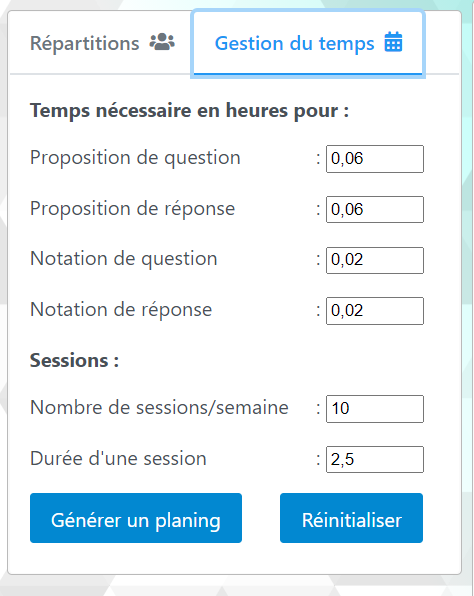 Répartitions Gestion du temps
Temps nécessaire en heures pour :
Proposition de question : 0,06
Proposition de réponse : 0,06
Notation de question : 0,02
Notation de réponse : 0,02
Sessions :
Nombre de sessions/semaine : 10
Durée d'une session : 2,5
Générer un planing Réinitialiser